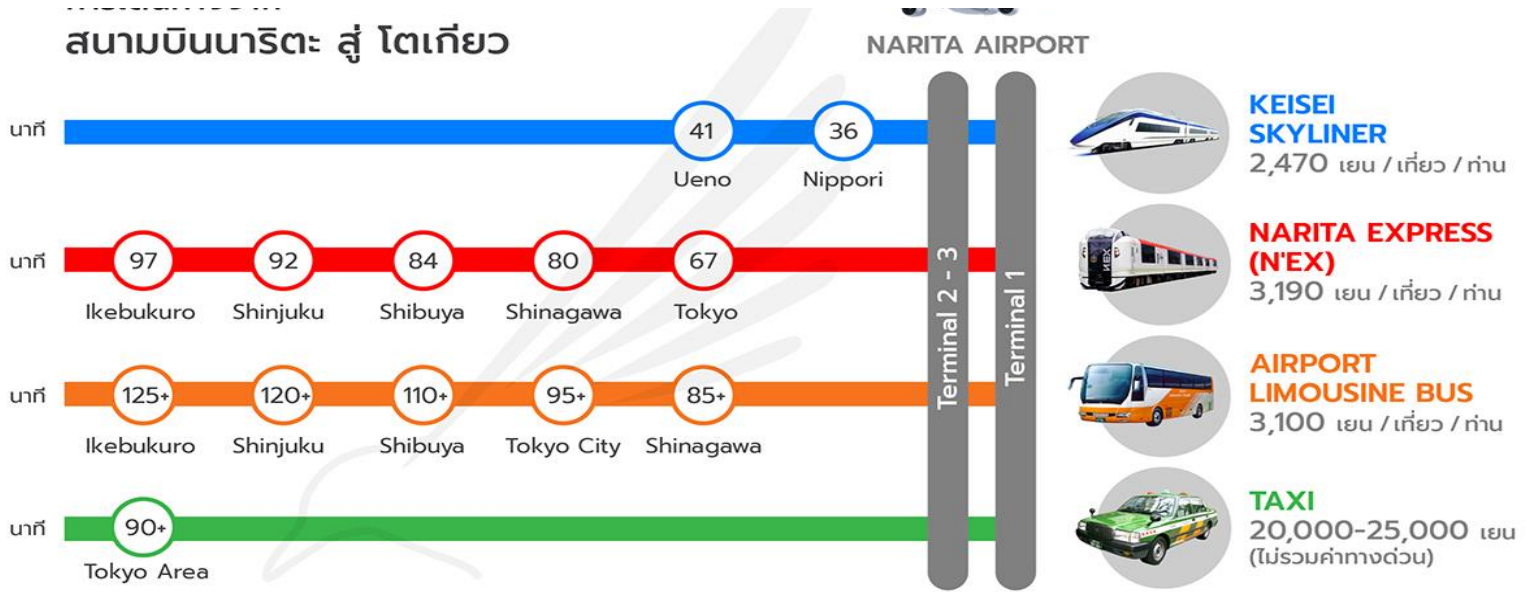 สนามบินนาริตะ สู่ โตเกียว
NARITA AIRPORT
นาที
41
36
Ueno
Nippori
KEISEI
SKYLINER
2,470 เยน / เที่ยว / ท่าน
นาที
97
92
84
80
67
Ikebukuro
Shinjuku
Shibuya
Shinagawa
Tokyo
NARITA EXPRESS
(N'EX)
3,190 เยน / เที่ยว / ท่าน
Terminal 2 - 3
Terminal 1
นาที
125+
120+
110+
95+
85+
Ikebukuro
Shinjuku
Shibuya
Tokyo City
Shinagawa
AIRPORT
LIMOUSINE BUS
3,100 เยน / เที่ยว / ท่าน
นาที
90+
Tokyo Area
TAXI
20,000-25,000 เยน
(ไม่รวมค่าทางด่วน)